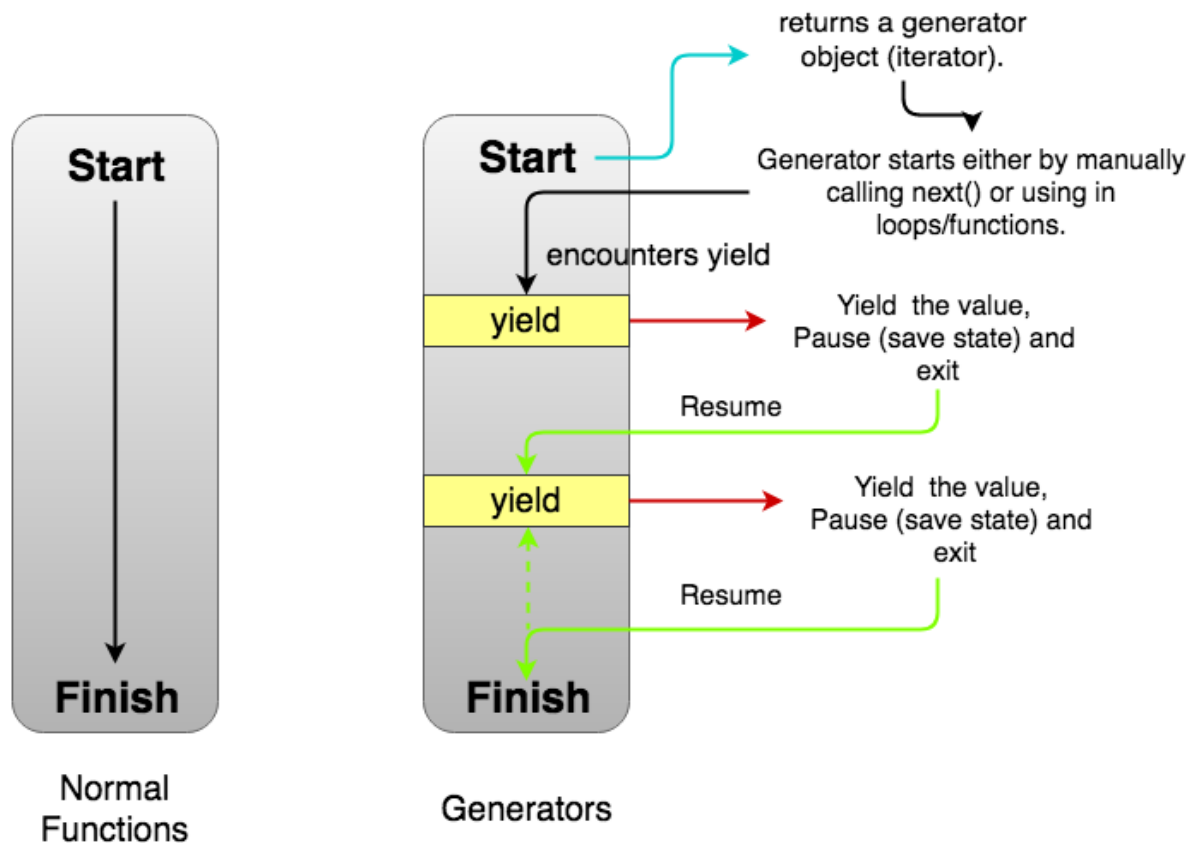 Start
Finish
Normal
Functions
Start
returns a generator
object (iterator).
Generator starts either by manually
calling next() or using in
loops/functions.
encounters yield
yield
Yield the value,
Pause (save state) and
exit
Resume
yield
Yield the value,
Pause (save state) and
exit
Resume
Finish
Generators